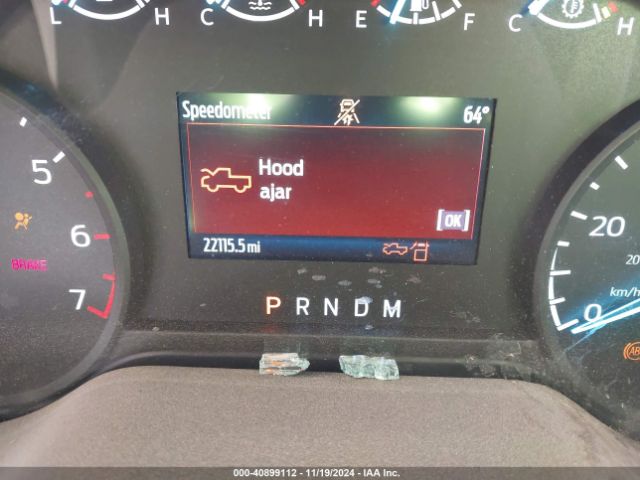 L H C H E F C H
Speedometer 64°
Hood
ajar
OK
22115.5 mi
5
6
7
BRAKE
P R N D M
20
0
20
km/h
000-40899112 - 11/19/2024 - IAA Inc.